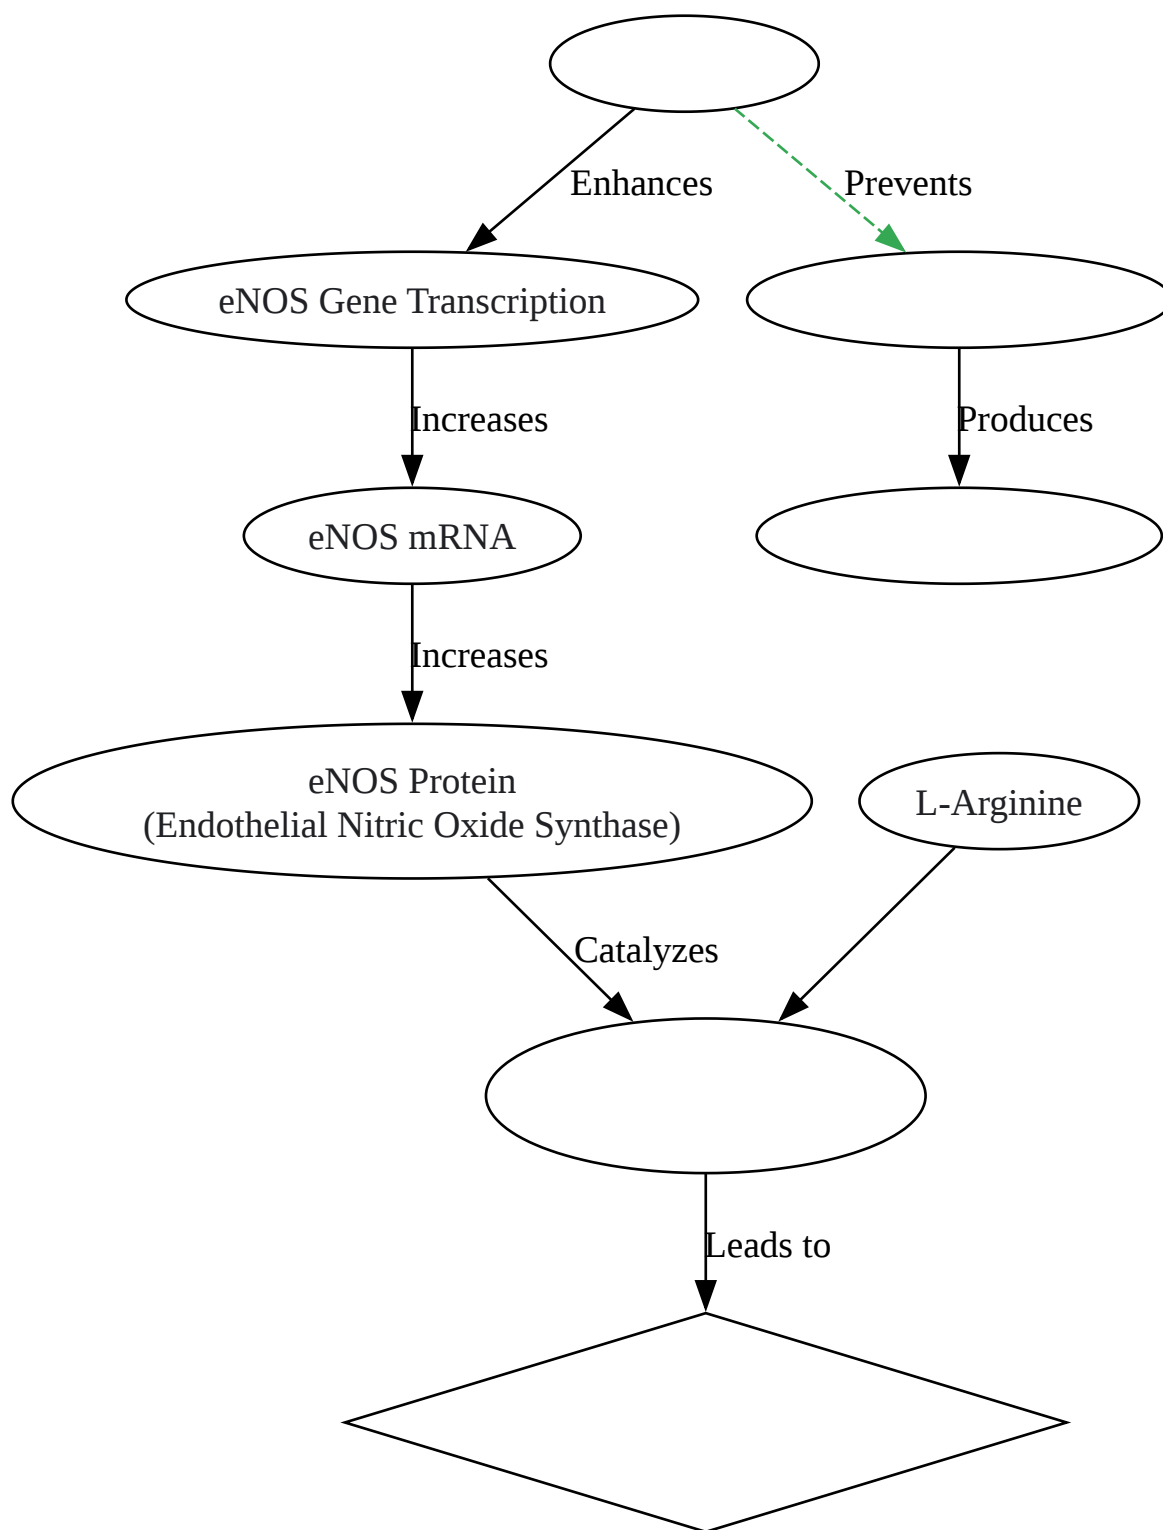 Enhances
Prevents
eNOS Gene Transcription
Increases
Produces
eNOS mRNA
Increases
eNOS Protein
(Endothelial Nitric Oxide Synthase)
L-Arginine
Catalyzes
Leads to